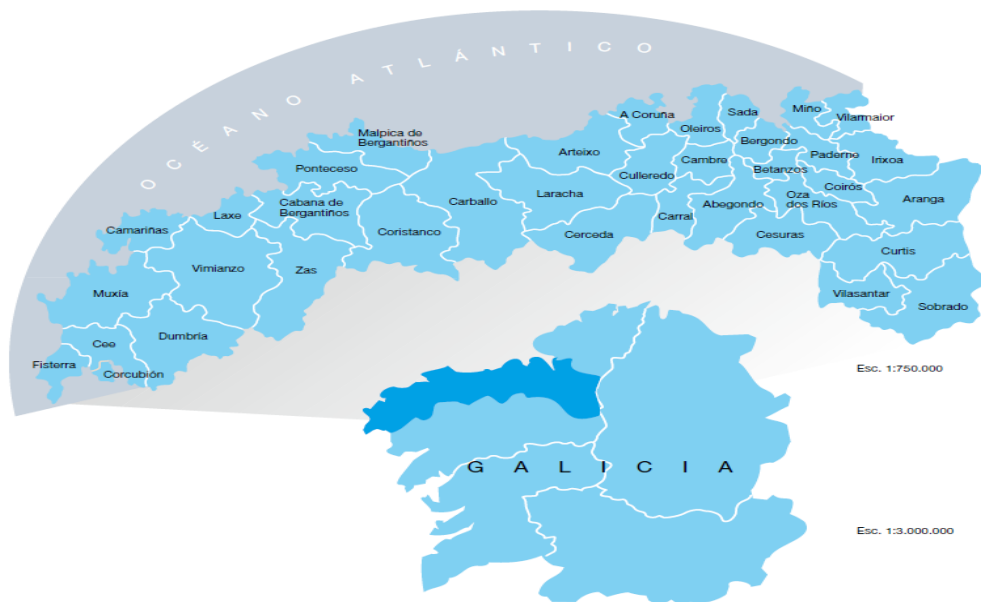 OCÉANO ATLÁNTICO
A Coruña
Sada
Miño
Vilarmaior
Oleiros
Malpica de
Bergantiños
Bergondo
Arteixo
Cambre
Paderne
Irixoa
Ponteceso
Culleredo
Betanzos
Coirós
Laracha
Oza
dos Ríos
Aranga
Cabana de
Bergantiños
Carballo
Abegondo
Laxe
Carral
Camariñas
Coristanco
Cerceda
Cesuras
Curtis
Vimianzo
Zas
Muxía
Vilasantar
Sobrado
Dumbría
Cee
Fisterra
Corcubión
Esc. 1:750.000
GALICIA
Esc. 1:3.000.000